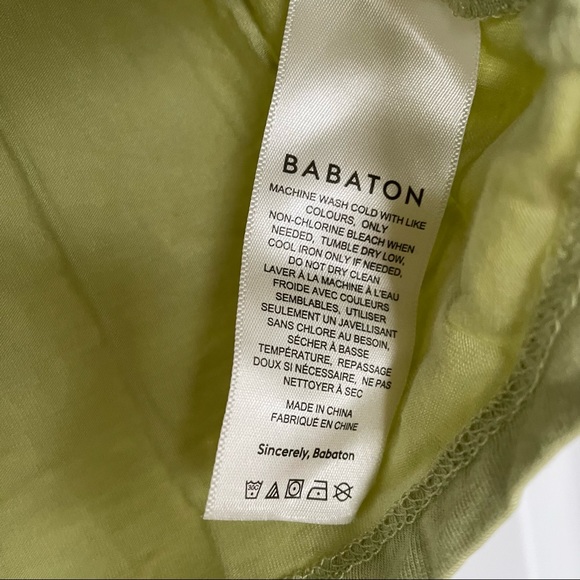 BABATON
MACHINE WASH COLD WITH LIKE
COLOURS, ONLY
NON-CHLORINE BLEACH WHEN
NEEDED, TUMBLE DRY LOW,
COOL IRON ONLY IF NEEDED,
DO NOT DRY CLEAN
LAVER À LA MACHINE À L'EAU
FROIDE AVEC COULEURS
SEMBLABLES, UTILISER
SEULEMENT UN JAVELLISANT
SANS CHLORE AU BESOIN,
SÉCHER À BASSE
TEMPÉRATURE, REPASSAGE
DOUX SI NÉCESSAIRE, NE PAS
NETTOYER À SEC
MADE IN CHINA
FABRIQUÉ EN CHINE
Sincerely, Babaton